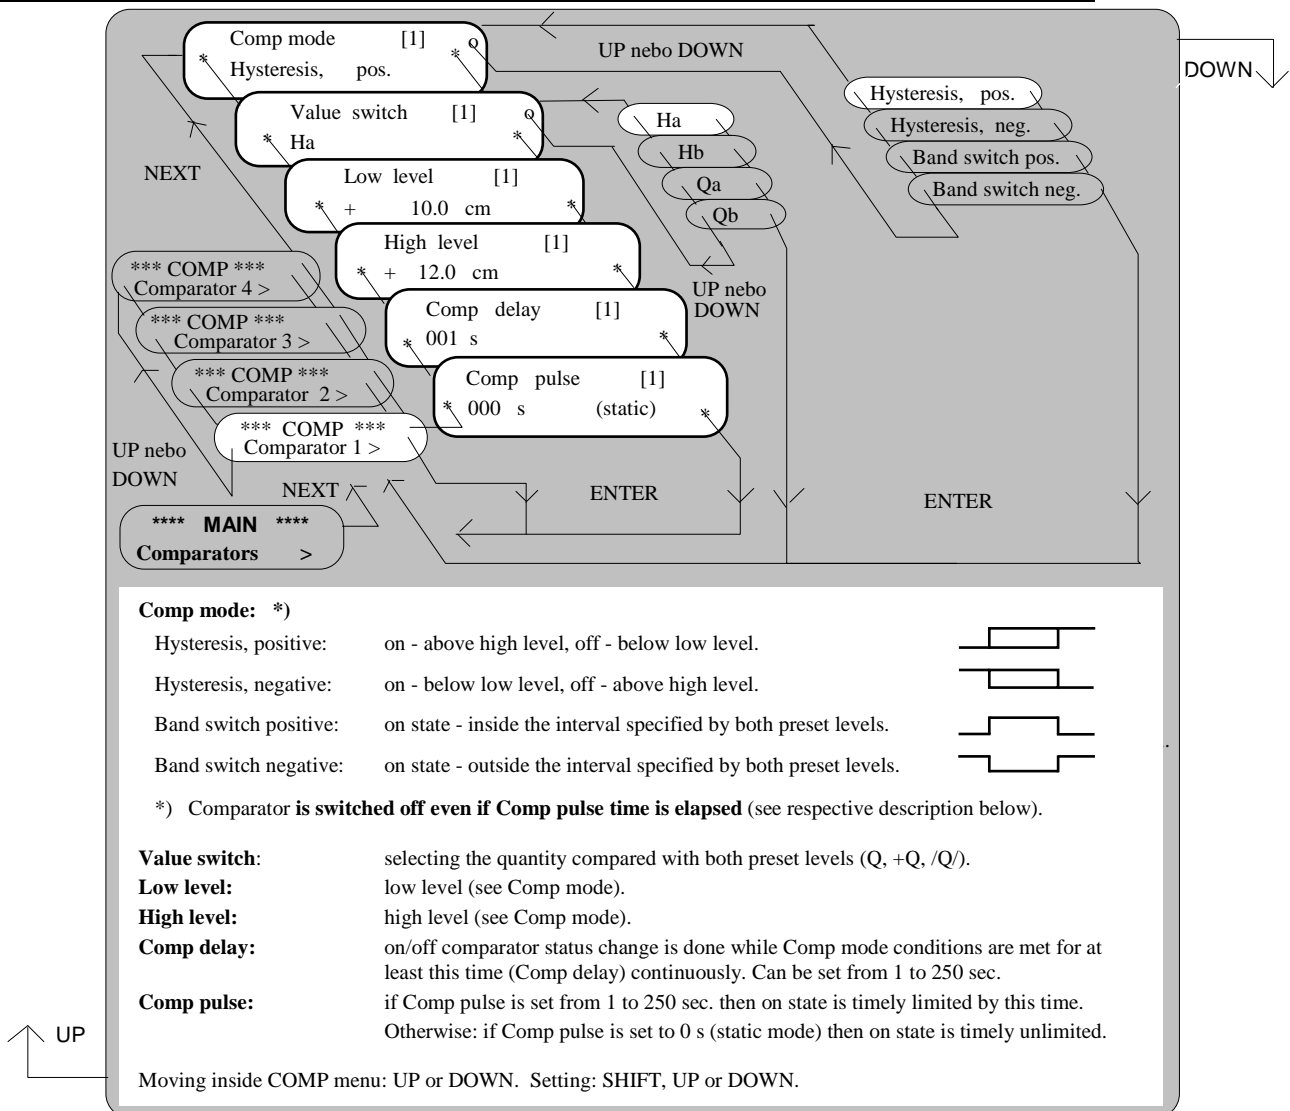 Comp mode [1] o
* Hysteresis, pos. *
UP nebo DOWN
DOWN
Value switch [1] o
* Ha *
Ha
Hb
Qa
Qb
Hysteresis, pos.
Hysteresis, neg.
Band switch pos.
Band switch neg.
NEXT
Low level [1]
* + 10.0 cm *
High level [1]
* + 12.0 cm *
UP nebo
DOWN
*** COMP ***
Comparator 4 >
*** COMP ***
Comparator 3 >
*** COMP ***
Comparator 2 >
*** COMP ***
Comparator 1 >
Comp delay [1]
* 001 s *
Comp pulse [1]
* 000 s (static) *
UP nebo
DOWN
NEXT
ENTER
ENTER
**** MAIN ****
Comparators >
Comp mode: *)
Hysteresis, positive: on - above high level, off - below low level.
Hysteresis, negative: on - below low level, off - above high level.
Band switch positive: on state - inside the interval specified by both preset levels.
.
Band switch negative: on state - outside the interval specified by both preset levels.
*) Comparator is switched off even if Comp pulse time is elapsed (see respective description below).
Value switch: selecting the quantity compared with both preset levels (Q, +Q, /Q/).
Low level: low level (see Comp mode).
High level: high level (see Comp mode).
Comp delay: on/off comparator status change is done while Comp mode conditions are met for at
least this time (Comp delay) continuously. Can be set from 1 to 250 sec.
Comp pulse: if Comp pulse is set from 1 to 250 sec. then on state is timely limited by this time.
Otherwise: if Comp pulse is set to 0 s (static mode) then on state is timely unlimited.
UP
Moving inside COMP menu: UP or DOWN. Setting: SHIFT, UP or DOWN.